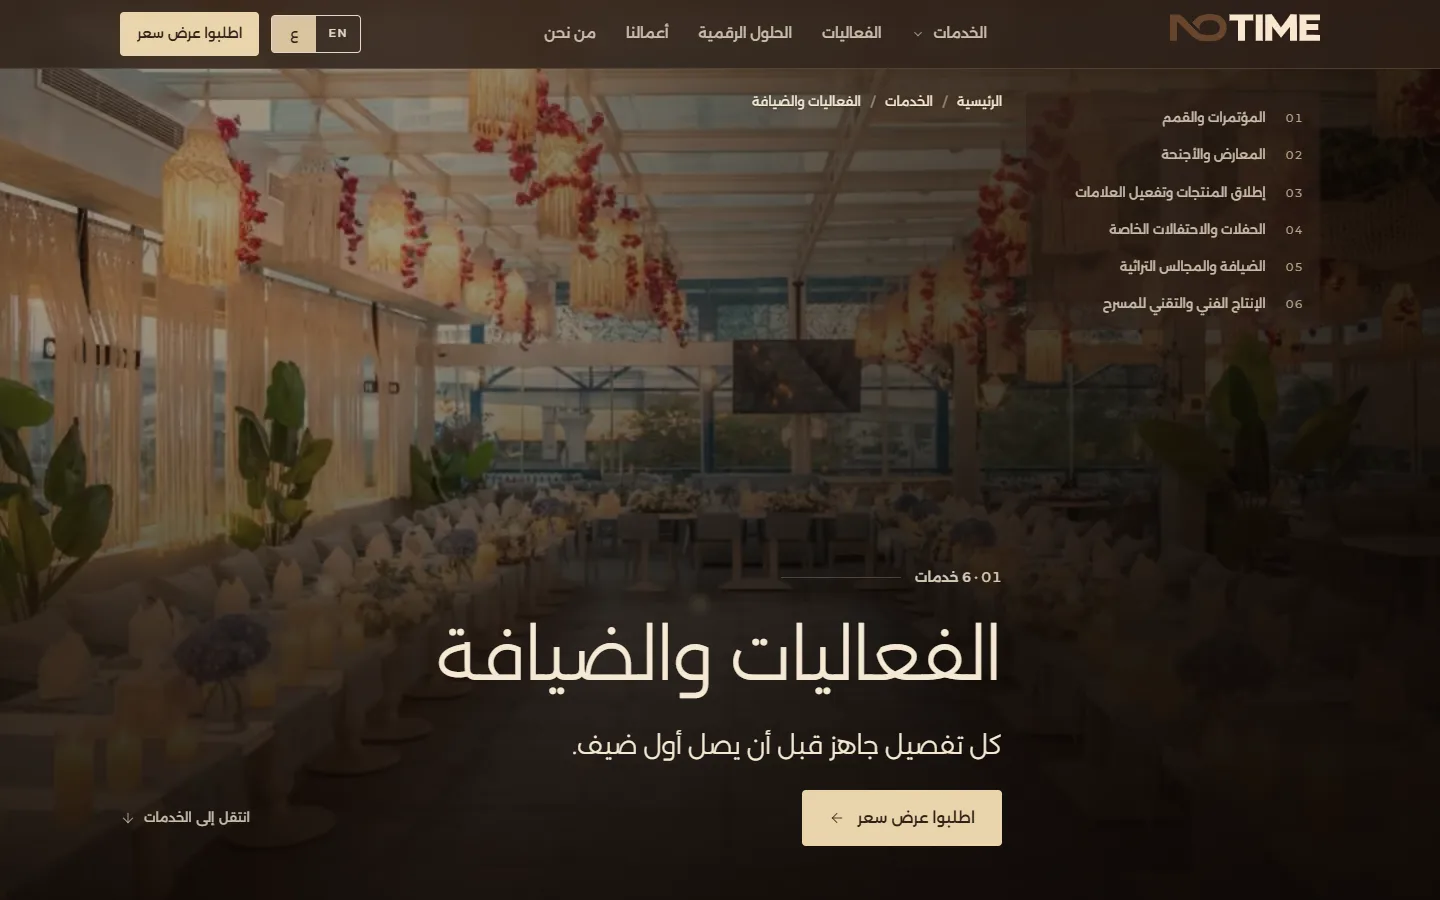 NO TIME
الخدمات
الفعاليات
الحلول الرقمية
أعمالنا
من نحن
EN
ع
اطلبوا عرض سعر
الرئيسية / الخدمات / الفعاليات والضيافة
01 المؤتمرات والقمم
02 المعارض والأجنحة
03 إطلاق المنتجات وتفعيل العلامات
04 الحفلات والاحتفالات الخاصة
05 الضيافة والمجالس التراثية
06 الإنتاج الفني والتقني للمسرح
01 · 6 خدمات
الفعاليات والضيافة
كل تفصيل جاهز قبل أن يصل أول ضيف.
اطلبوا عرض سعر
انتقل إلى الخدمات